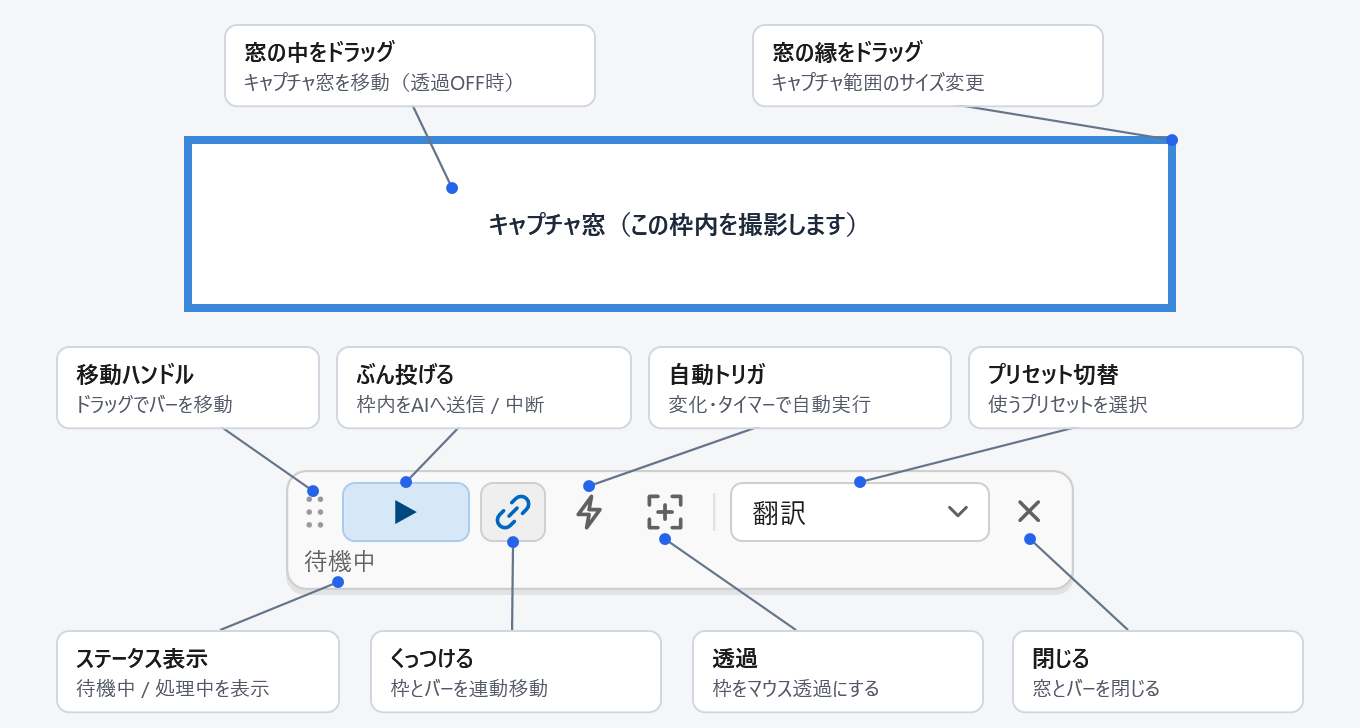 窓の中をドラッグ
キャプチャ窓を移動（透過OFF時）
窓の縁をドラッグ
キャプチャ範囲のサイズ変更
キャプチャ窓（この枠内を撮影します）
移動ハンドル
ドラッグでバーを移動
ぶん投げる
枠内をAIへ送信 / 中断
自動トリガ
変化・タイマーで自動実行
プリセット切替
使うプリセットを選択
翻訳
待機中
ステータス表示
待機中 / 処理中を表示
くっつける
枠とバーを連動移動
透過
枠をマウス透過にする
閉じる
窓とバーを閉じる